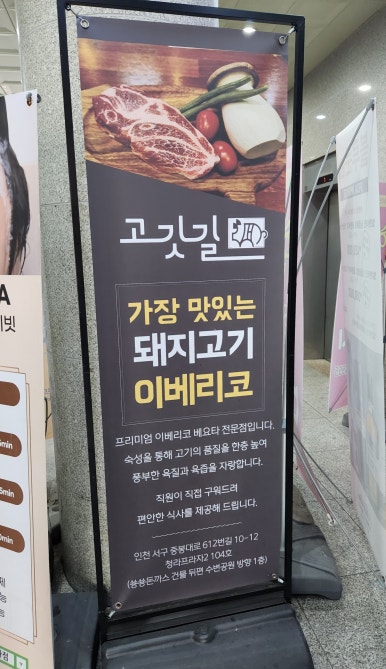 고깃길
가장 맛있는
돼지고기
이베리코
프리미엄 이베리코 베요타 전문점입니다.
숙성을 통해 고기의 품질을 한층 높여
풍부한 육질과 육즙을 자랑합니다.
직원이 직접 구워드려
편안한 식사를 제공해 드립니다.
인천 서구 중봉대로 612번길 10-12
청라프라자2 104호
(쏭쏭돈까스 건물 뒤편 수변공원 방향 1층)
A
빗
min
min